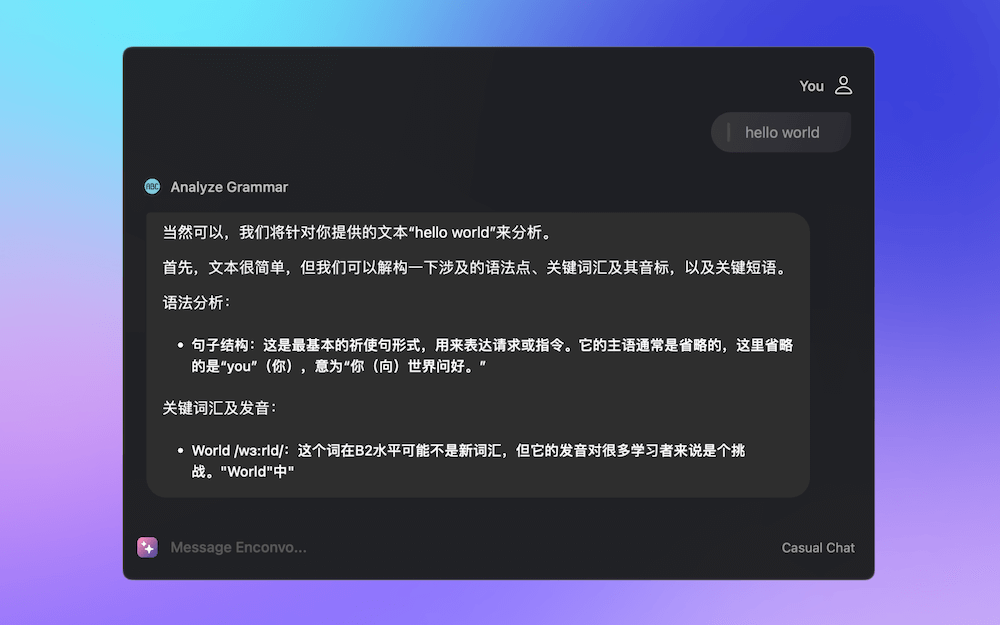 You
hello world
ABC
Analyze Grammar
当然可以，我们将针对你提供的文本“hello world”来分析。
首先，文本很简单，但我们可以解构一下涉及的语法点、关键词汇及其音标，以及关键短语。
语法分析：
• 句子结构：这是最基本的祈使句形式，用来表达请求或指令。它的主语通常是省略的，这里省略
的是“you”（你），意为“你（向）世界问好。”
关键词汇及发音：
• World /wɜːrld/：这个词在B2水平可能不是新词汇，但它的发音对很多学习者来说是个挑
战。"World"中"
Message Enconvo...
Casual Chat